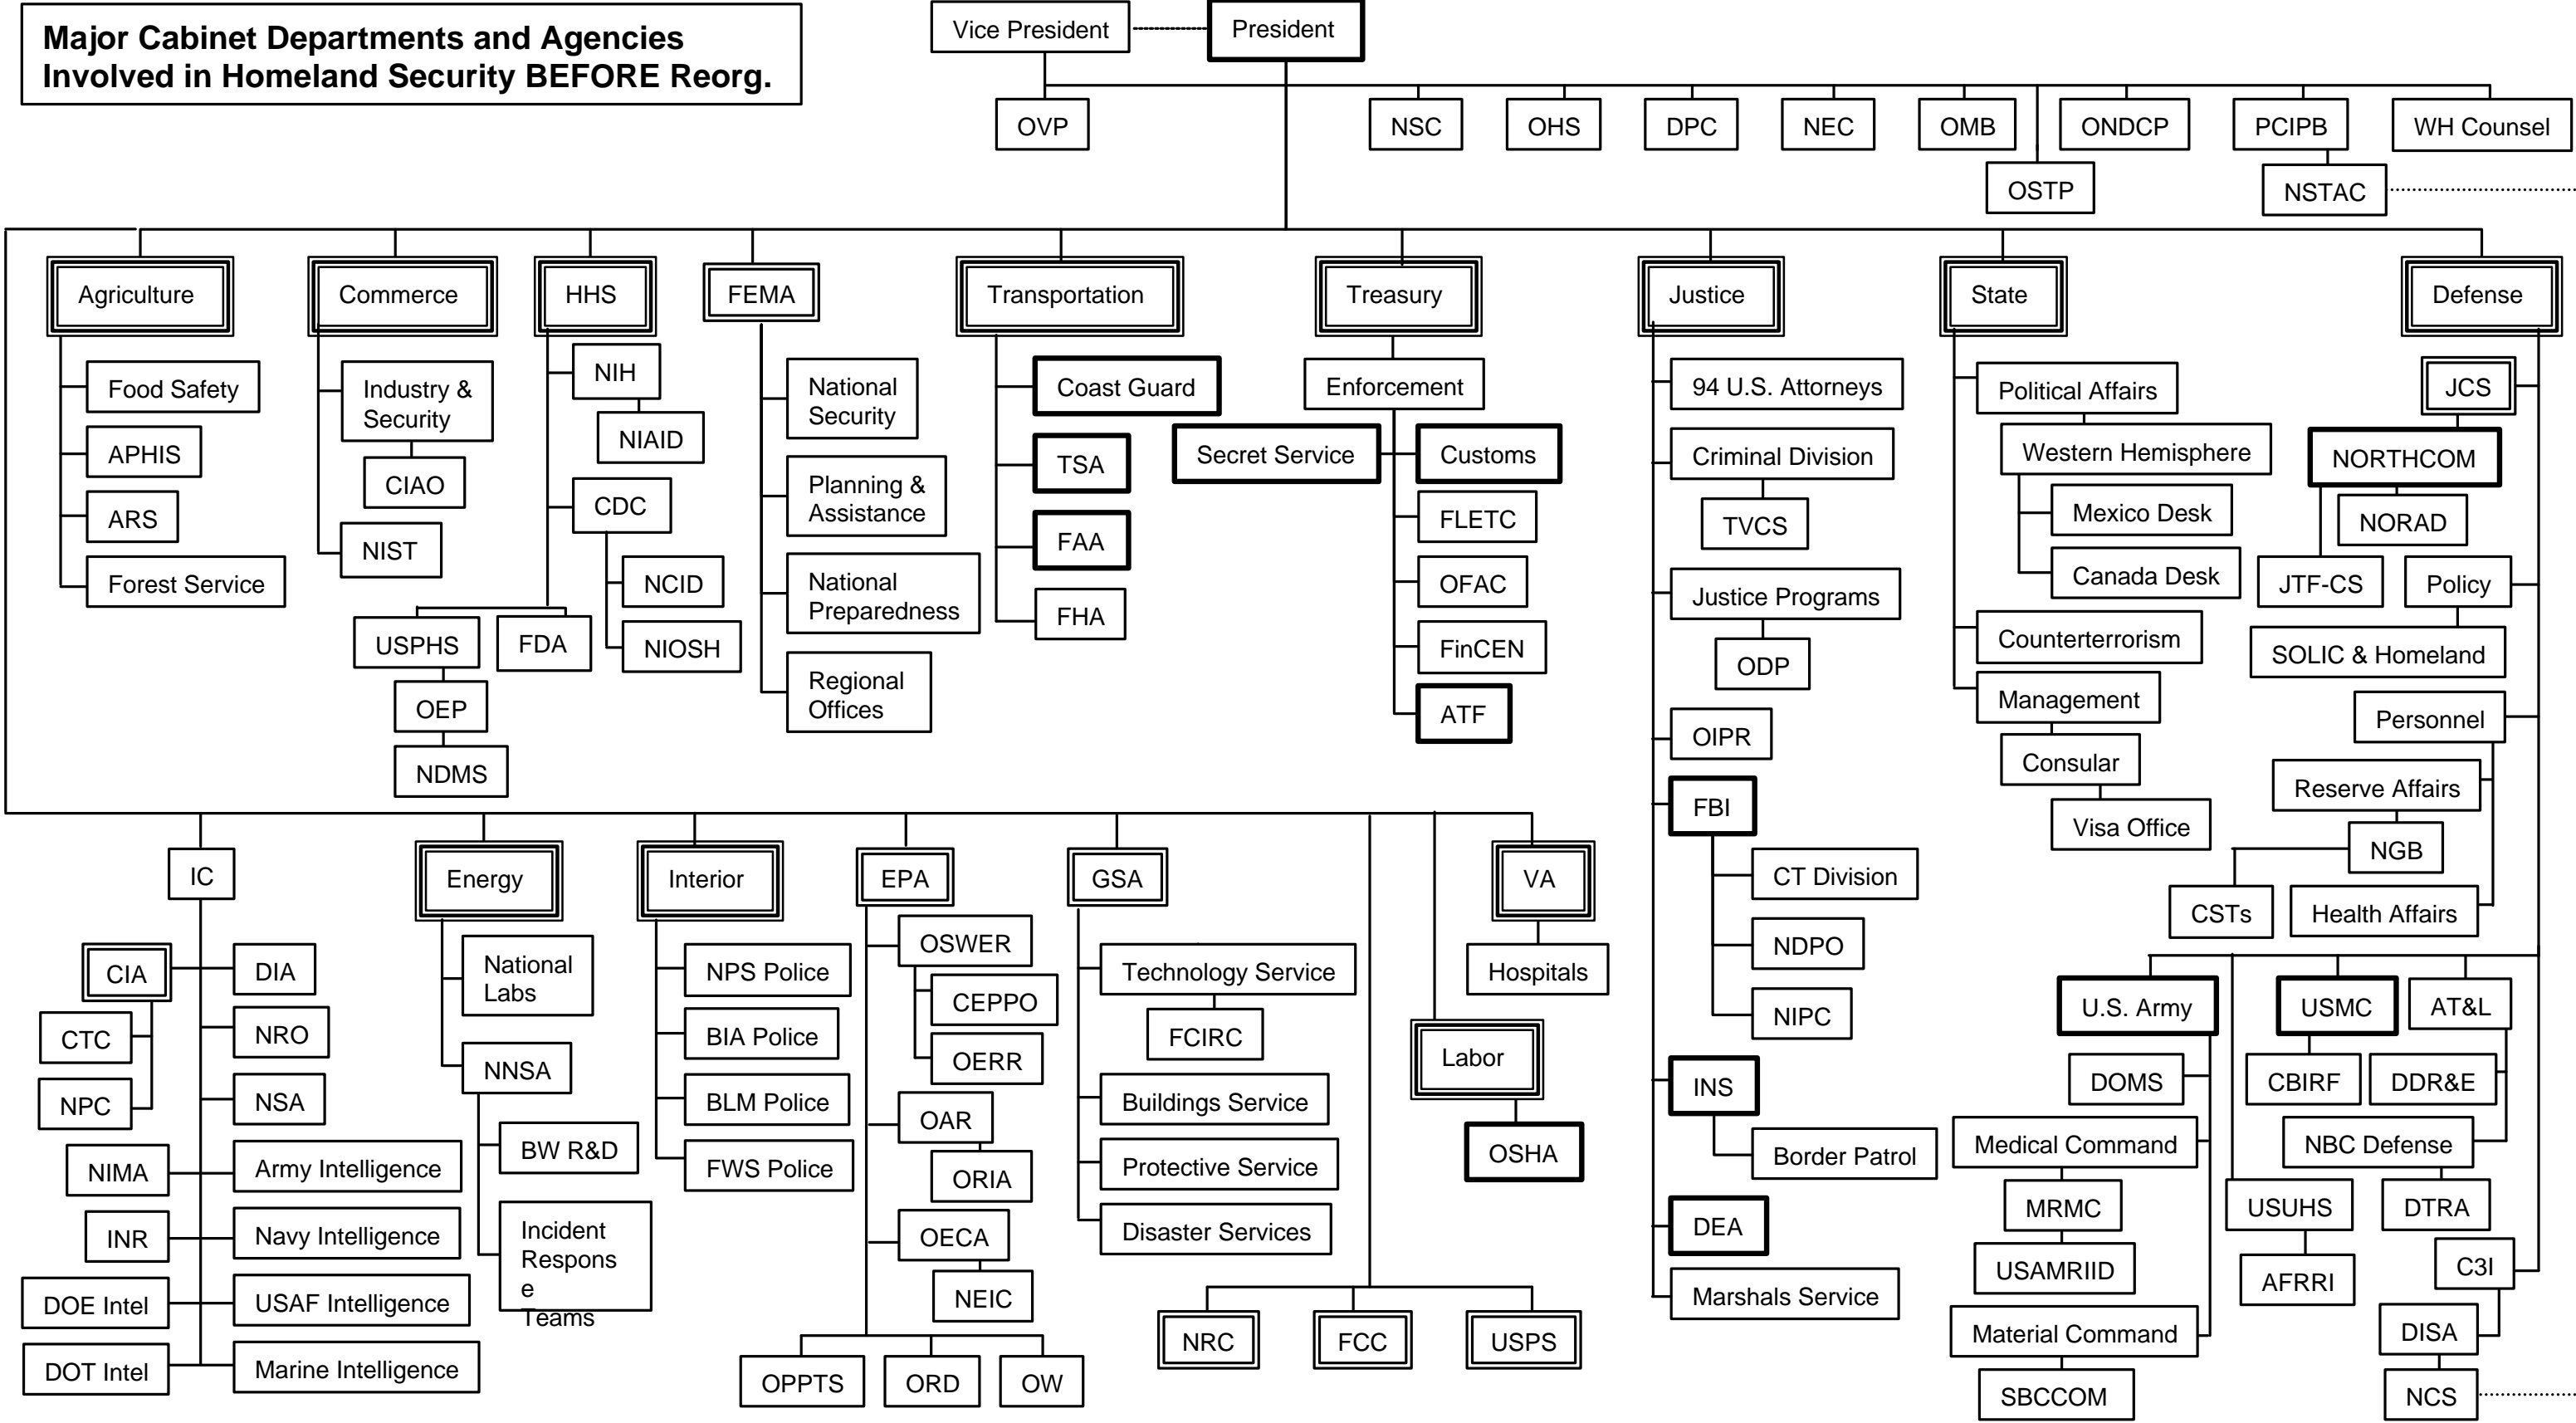 Major Cabinet Departments and Agencies
Involved in Homeland Security BEFORE Reorg.
Vice President
President
OVP
NSC
OHS
DPC
NEC
OMB
ONDCP
PCIPB
WH Counsel
OSTP
NSTAC
Agriculture
Commerce
HHS
FEMA
Transportation
Treasury
Justice
State
Defense
Food Safety
APHIS
ARS
Forest Service
Industry &
Security
CIAO
NIST
NIH
NIAID
CDC
NCID
NIOSH
USPHS
FDA
OEP
NDMS
National
Security
Planning &
Assistance
National
Preparedness
Regional
Offices
Coast Guard
TSA
FAA
FHA
Enforcement
Secret Service
Customs
FLETC
OFAC
FinCEN
ATF
94 U.S. Attorneys
Criminal Division
TVCS
Justice Programs
ODP
OIPR
FBI
CT Division
NDPO
NIPC
INS
Border Patrol
DEA
Marshals Service
Political Affairs
Western Hemisphere
Mexico Desk
Canada Desk
Counterterrorism
Management
Consular
Visa Office
JCS
NORTHCOM
NORAD
JTF-CS
Policy
SOLIC & Homeland
Personnel
Reserve Affairs
NGB
CSTs
Health Affairs
U.S. Army
USMC
AT&L
DOMS
CBIRF
DDR&E
Medical Command
NBC Defense
MRMC
USUHS
DTRA
USAMRIID
AFRRI
C3I
Material Command
DISA
SBCCOM
NCS
IC
Energy
Interior
EPA
GSA
VA
CIA
DIA
CTC
NRO
NPC
NSA
NIMA
Army Intelligence
INR
Navy Intelligence
DOE Intel
USAF Intelligence
DOT Intel
Marine Intelligence
National
Labs
NNSA
BW R&D
Incident
Respons
e
Teams
NPS Police
BIA Police
BLM Police
FWS Police
OSWER
CEPPO
OERR
OAR
ORIA
OECA
NEIC
OPPTS
ORD
OW
Technology Service
FCIRC
Buildings Service
Protective Service
Disaster Services
Hospitals
Labor
OSHA
NRC
FCC
USPS